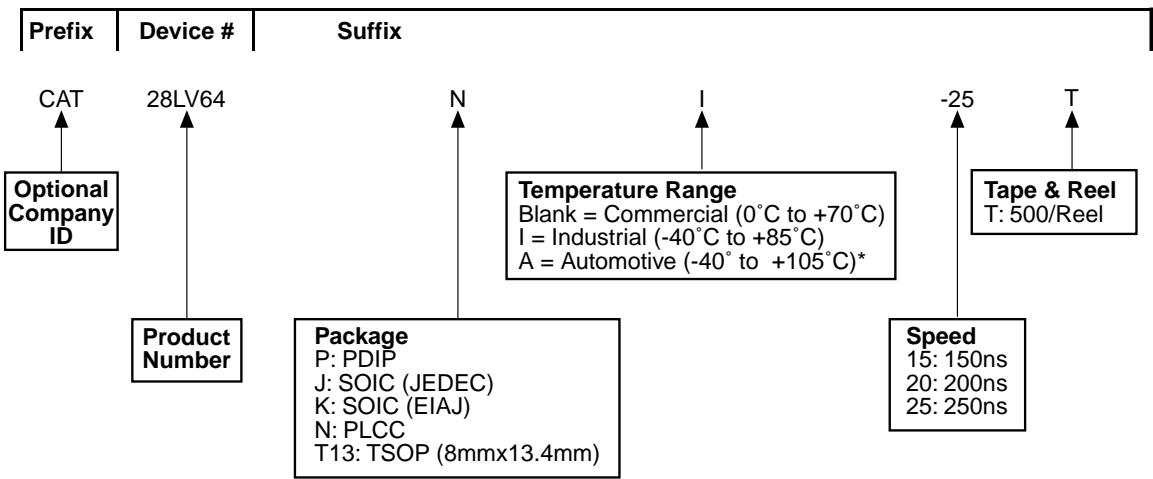 Prefix Device # Suffix
CAT 28LV64 N I -25 T
Optional
Company
ID
Temperature Range
Blank = Commercial (0˚C to +70˚C)
I = Industrial (-40˚C to +85˚C)
A = Automotive (-40˚ to +105˚C)*
Tape & Reel
T: 500/Reel
Product
Number
Package
P: PDIP
J: SOIC (JEDEC)
K: SOIC (EIAJ)
N: PLCC
T13: TSOP (8mmx13.4mm)
Speed
15: 150ns
20: 200ns
25: 250ns